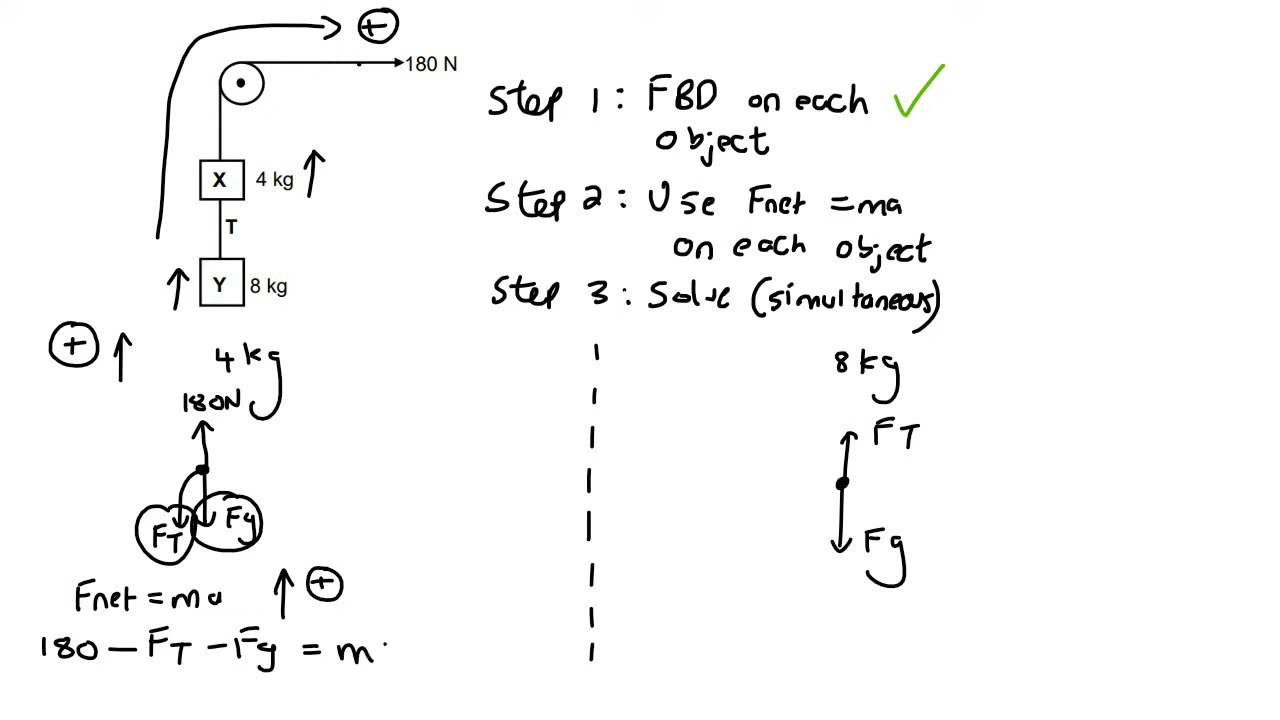 +
180 N
X 4 kg
T
Y 8 kg
Step 1: FBD on each
object
Step 2: Use Fnet = ma
on each object
Step 3: Solve (simultaneous)
+
4 kg
180N
FT Fg
Fnet = ma +
180 – FT – Fg = m
8 kg
FT
Fg